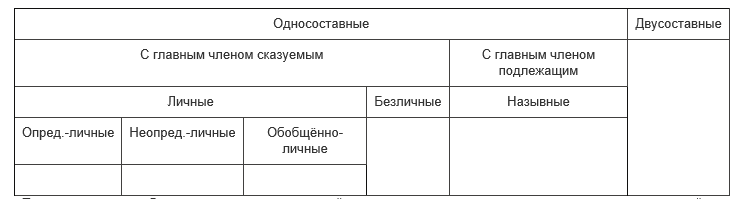 Односоставные Двусоставные
С главным членом сказуемым С главным членом
подлежащим
Личные Безличные Назывные
Опред.-личные Неопред.-личные Обобщённо-
личные